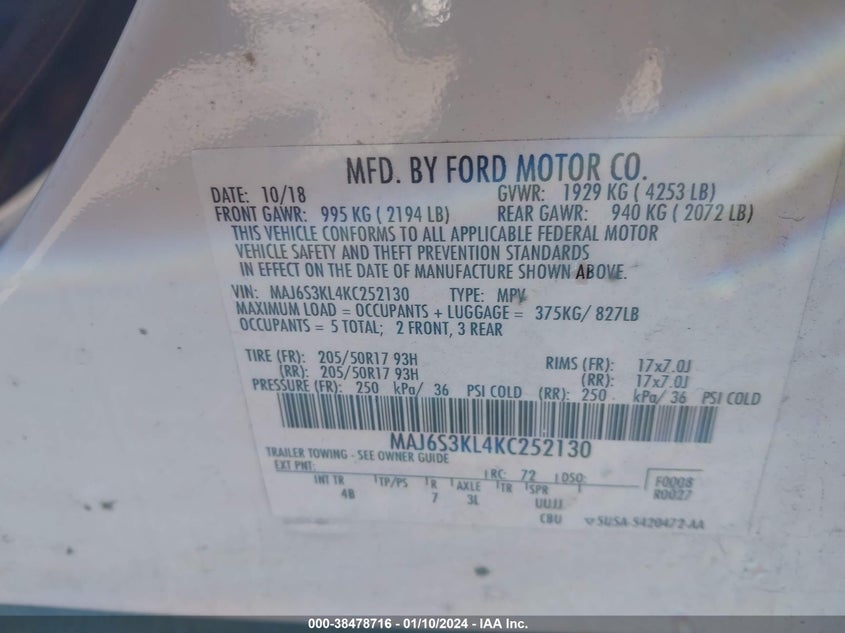 MFD. BY FORD MOTOR CO.
DATE: 10/18 GVWR: 1929 KG ( 4253 LB)
FRONT GAWR: 995 KG ( 2194 LB) REAR GAWR: 940 KG ( 2072 LB)
THIS VEHICLE CONFORMS TO ALL APPLICABLE FEDERAL MOTOR
VEHICLE SAFETY AND THEFT PREVENTION STANDARDS
IN EFFECT ON THE DATE OF MANUFACTURE SHOWN ABOVE.
VIN: MAJ6S3KL4KC252130 TYPE: MPV
MAXIMUM LOAD = OCCUPANTS + LUGGAGE = 375KG/ 827LB
OCCUPANTS = 5 TOTAL; 2 FRONT, 3 REAR
TIRE (FR): 205/50R17 93H RIMS (FR): 17x7.0J
(RR): 205/50R17 93H (RR): 17x7.0J
PRESSURE (FR): 250 kPa/ 36 PSI COLD (RR): 250 kPa/ 36 PSI COLD
MAJ6S3KL4KC252130
TRAILER TOWING - SEE OWNER GUIDE
EXT PNT: RC: 72 DSO: F0008
INT TR TP/PS R AXLE TR SPR R0027
4B 7 3L UUJJ
CBU 5USA-S420472-AA
000-38478716 - 01/10/2024 - IAAI.com